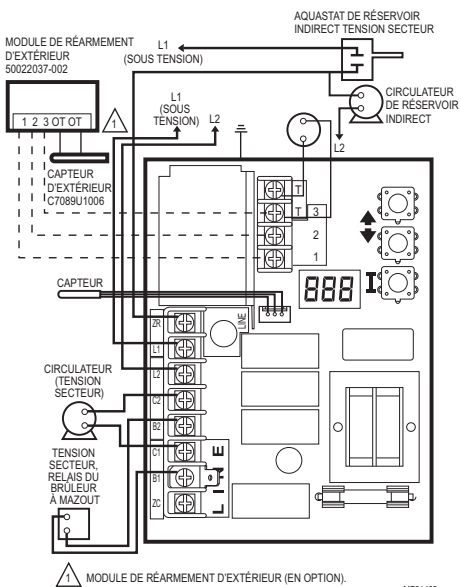 AQUASTAT DE RÉSERVOIR
INDIRECT TENSION SECTEUR
MODULE DE RÉARMEMENT
D'EXTÉRIEUR
50022037-002
L1
(SOUS TENSION)
CIRCULATEUR
DE RÉSERVOIR
INDIRECT
L2
1 2 3 OT OT
1
L1
(SOUS
TENSION)
L2
CAPTEUR
D'EXTÉRIEUR
C7089U1006
T
T 3
2
1
888
CAPTEUR
LINE
ZR
L1
L2
C2
B2
C1
B1
ZC
LINE
CIRCULATEUR
(TENSION
SECTEUR)
TENSION
SECTEUR,
RELAIS DU
BRÛLEUR
À MAZOUT
1 MODULE DE RÉARMEMENT D'EXTÉRIEUR (EN OPTION).